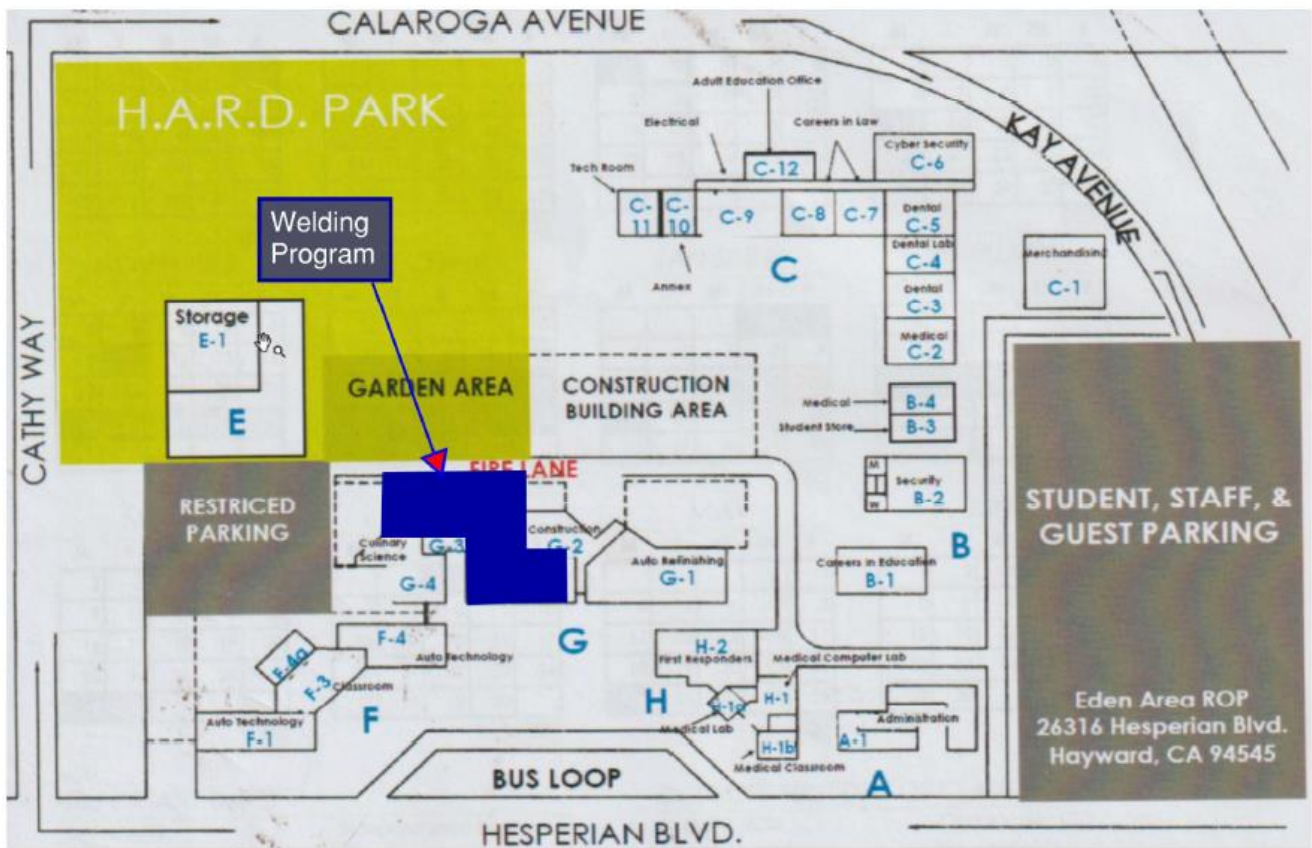 CALAROGA AVENUE
H.A.R.D. PARK
KAY AVENUE
CATHY WAY
Adult Education Office
Electrical
Careers in Law
Tech Room
Cyber Security
C-6
C-12
C-11
C-10
C-9
C-8
C-7
Dental
C-5
Dental Lab
C-4
Annex
C
Dental
C-3
Medical
C-2
Merchandising
C-1
Welding
Program
Storage
E-1
E
GARDEN AREA
CONSTRUCTION
BUILDING AREA
Medical
B-4
Student Store
B-3
FIRE LANE
M
W
Security
B-2
B
Careers in Education
B-1
RESTRICED
PARKING
STUDENT, STAFF, &
GUEST PARKING
Culinary
Science
G-4
G-3
Construction
G-2
Auto Refinishing
G-1
G
F-4
Auto Technology
F-4a
F-3
Classroom
Auto Technology
F-1
F
H-2
First Responders
Medical Computer Lab
H
H-1
H-1a
Medical Lab
H-1b
Medical Classroom
Administration
A-1
A
Eden Area ROP
26316 Hesperian Blvd.
Hayward, CA 94545
BUS LOOP
HESPERIAN BLVD.